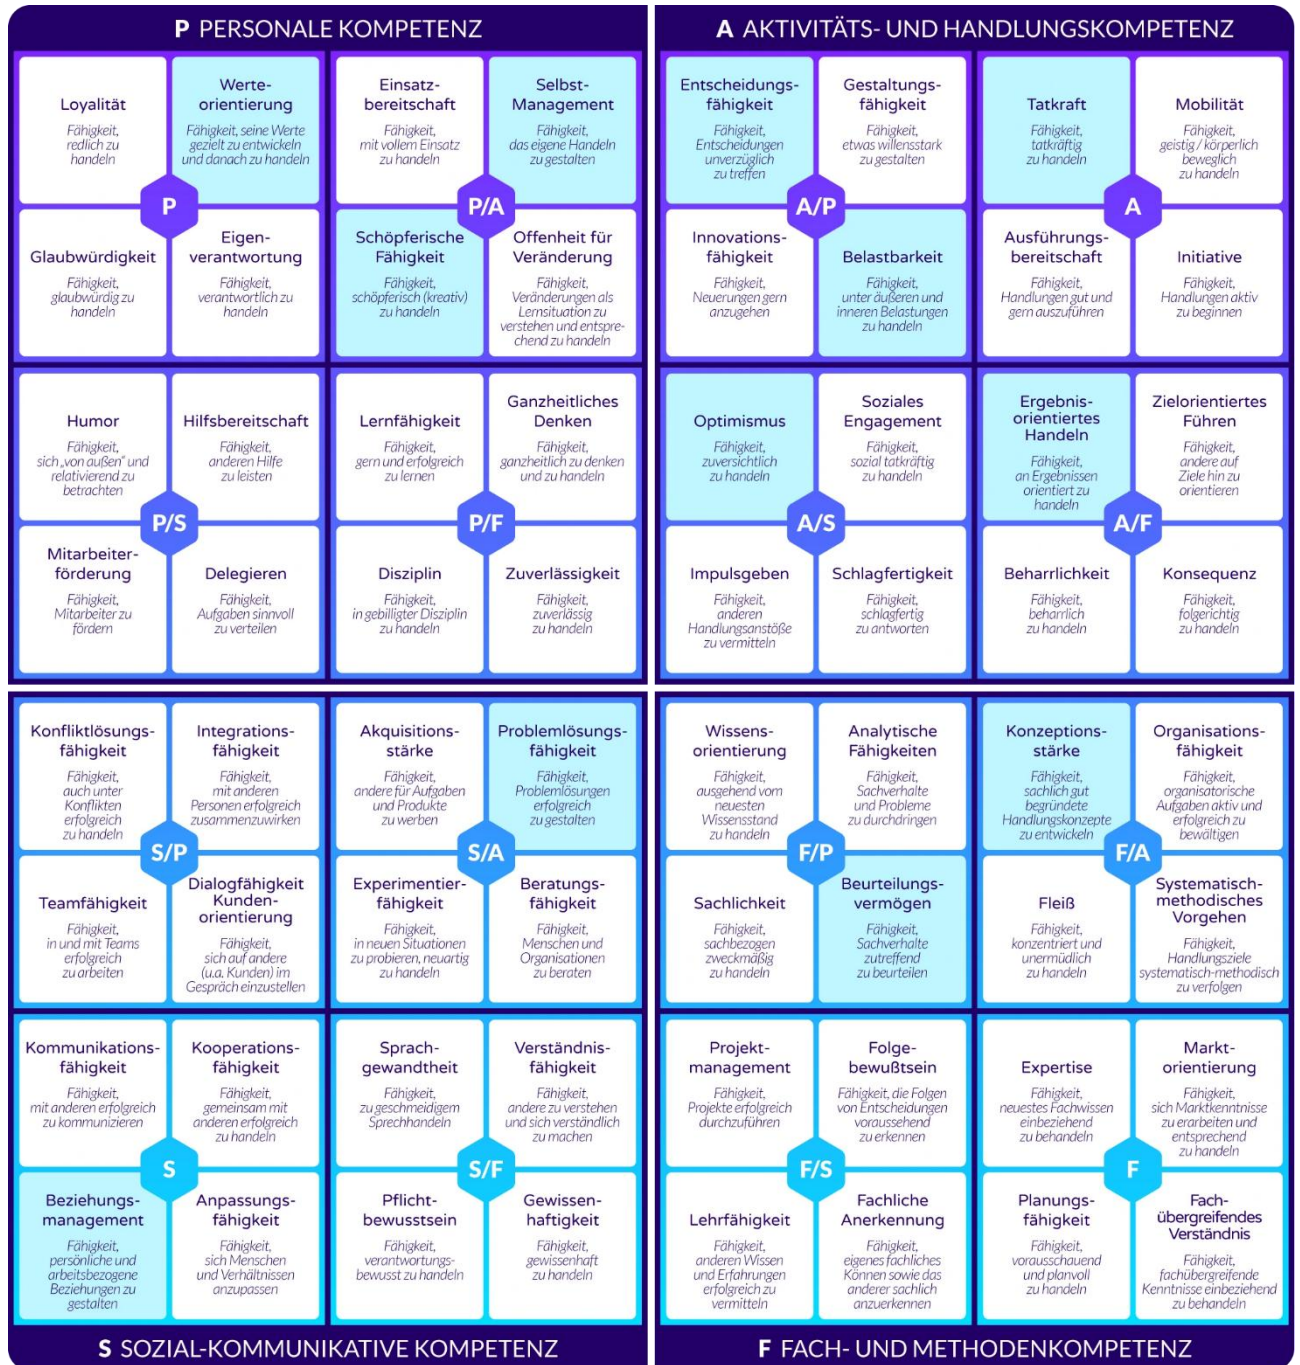 P PERSONALE KOMPETENZ
Loyalität
Fähigkeit,
redlich zu
handeln
Werte-
orientierung
Fähigkeit, seine Werte
gezielt zu entwickeln
und danach zu handeln
P
Glaubwürdigkeit
Fähigkeit,
glaubwürdig zu
handeln
Eigen-
verantwortung
Fähigkeit,
verantwortlich zu
handeln
Einsatz-
bereitschaft
Fähigkeit,
mit vollem Einsatz
zu handeln
Selbst-
Management
Fähigkeit,
das eigene Handeln
zu gestalten
P/A
Schöpferische
Fähigkeit
Fähigkeit,
schöpferisch (kreativ)
zu handeln
Offenheit für
Veränderung
Fähigkeit,
Veränderungen als
Lernsituation zu
verstehen und entspre-
chend zu handeln
Humor
Fähigkeit,
sich „von außen“ und
relativierend zu
betrachten
Hilfsbereitschaft
Fähigkeit,
anderen Hilfe
zu leisten
P/S
Mitarbeiter-
förderung
Fähigkeit,
Mitarbeiter zu
fördern
Delegieren
Fähigkeit,
Aufgaben sinnvoll
zu verteilen
Lernfähigkeit
Fähigkeit,
gern und erfolgreich
zu lernen
Ganzheitliches
Denken
Fähigkeit,
ganzheitlich zu denken
und zu handeln
P/F
Disziplin
Fähigkeit,
in gebilligter Disziplin
zu handeln
Zuverlässigkeit
Fähigkeit,
zuverlässig
zu handeln
A AKTIVITÄTS- UND HANDLUNGSKOMPETENZ
Entscheidungs-
fähigkeit
Fähigkeit,
Entscheidungen
unverzüglich
zu treffen
Gestaltungs-
fähigkeit
Fähigkeit,
etwas willensstark
zu gestalten
A/P
Innovations-
fähigkeit
Fähigkeit,
Neuerungen gern
anzugehen
Belastbarkeit
Fähigkeit,
unter äußeren und
inneren Belastungen
zu handeln
Tatkraft
Fähigkeit,
tatkräftig
zu handeln
Mobilität
Fähigkeit,
geistig / körperlich
beweglich
zu handeln
A
Ausführungs-
bereitschaft
Fähigkeit,
Handlungen gut und
gern auszuführen
Initiative
Fähigkeit,
Handlungen aktiv
zu beginnen
Optimismus
Fähigkeit,
zuversichtlich
zu handeln
Soziales
Engagement
Fähigkeit,
sozial tatkräftig
zu handeln
A/S
Impulsgeben
Fähigkeit,
anderen
Handlungsanstöße
zu vermitteln
Schlagfertigkeit
Fähigkeit,
schlagfertig
zu antworten
Ergebnis-
orientiertes
Handeln
Fähigkeit,
an Ergebnissen
orientiert zu
handeln
Zielorientiertes
Führen
Fähigkeit,
andere auf
Ziele hin zu
orientieren
A/F
Beharrlichkeit
Fähigkeit,
beharrlich
zu handeln
Konsequenz
Fähigkeit,
folgerichtig
zu handeln
Konfliktlösungs-
fähigkeit
Fähigkeit,
auch unter
Konflikten
erfolgreich
zu handeln
Integrations-
fähigkeit
Fähigkeit,
mit anderen
Personen erfolgreich
zusammenzuwirken
S/P
Teamfähigkeit
Fähigkeit,
in und mit Teams
erfolgreich
zu arbeiten
Dialogfähigkeit
Kunden-
orientierung
Fähigkeit,
sich auf andere
(u.a. Kunden) im
Gespräch einzustellen
Akquisitions-
stärke
Fähigkeit,
andere für Aufgaben
und Produkte
zu werben
Problemlösungs-
fähigkeit
Fähigkeit,
Problemlösungen
erfolgreich
zu gestalten
S/A
Experimentier-
fähigkeit
Fähigkeit,
in neuen Situationen
zu probieren, neuartig
zu handeln
Beratungs-
fähigkeit
Fähigkeit,
Menschen und
Organisationen
zu beraten
Kommunikations-
fähigkeit
Fähigkeit,
mit anderen erfolgreich
zu kommunizieren
Kooperations-
fähigkeit
Fähigkeit,
gemeinsam mit
anderen erfolgreich
zu handeln
S
Beziehungs-
management
Fähigkeit,
persönliche und
arbeitsbezogene
Beziehungen zu
gestalten
Anpassungs-
fähigkeit
Fähigkeit,
sich Menschen
und Verhältnissen
anzupassen
Sprach-
gewandtheit
Fähigkeit,
zu geschmeidigem
Sprechhandeln
Verständnis-
fähigkeit
Fähigkeit,
andere zu verstehen
und sich verständlich
zu machen
S/F
Pflicht-
bewusstsein
Fähigkeit,
verantwortungs-
bewusst zu handeln
Gewissen-
haftigkeit
Fähigkeit,
gewissenhaft
zu handeln
S SOZIAL-KOMMUNIKATIVE KOMPETENZ
Wissens-
orientierung
Fähigkeit,
ausgehend vom
neuesten
Wissensstand
zu handeln
Analytische
Fähigkeiten
Fähigkeit,
Sachverhalte
und Probleme
zu durchdringen
F/P
Sachlichkeit
Fähigkeit,
sachbezogen
zweckmäßig
zu handeln
Beurteilungs-
vermögen
Fähigkeit,
Sachverhalte
zutreffend
zu beurteilen
Konzeptions-
stärke
Fähigkeit,
sachlich gut
begründete
Handlungskonzepte
zu entwickeln
Organisations-
fähigkeit
Fähigkeit,
organisatorische
Aufgaben aktiv und
erfolgreich zu
bewältigen
F/A
Fleiß
Fähigkeit,
konzentriert und
unermüdlich
zu handeln
Systematisch-
methodisches
Vorgehen
Fähigkeit,
Handlungsziele
systematisch-methodisch
zu verfolgen
Projekt-
management
Fähigkeit,
Projekte erfolgreich
durchzuführen
Folge-
bewußtsein
Fähigkeit, die Folgen
von Entscheidungen
voraussehend
zu erkennen
F/S
Lehrfähigkeit
Fähigkeit,
anderen Wissen
und Erfahrungen
erfolgreich zu
vermitteln
Fachliche
Anerkennung
Fähigkeit,
eigenes fachliches
Können sowie das
anderer sachlich
anzuerkennen
Expertise
Fähigkeit,
neuestes Fachwissen
einbeziehend
zu behandeln
Markt-
orientierung
Fähigkeit,
sich Marktkenntnisse
zu erarbeiten und
entsprechend
zu handeln
F
Planungs-
fähigkeit
Fähigkeit,
vorausschauend
und planvoll
zu handeln
Fach-
übergreifendes
Verständnis
Fähigkeit,
fachübergreifende
Kenntnisse einbeziehend
zu behandeln
F FACH- UND METHODENKOMPETENZ